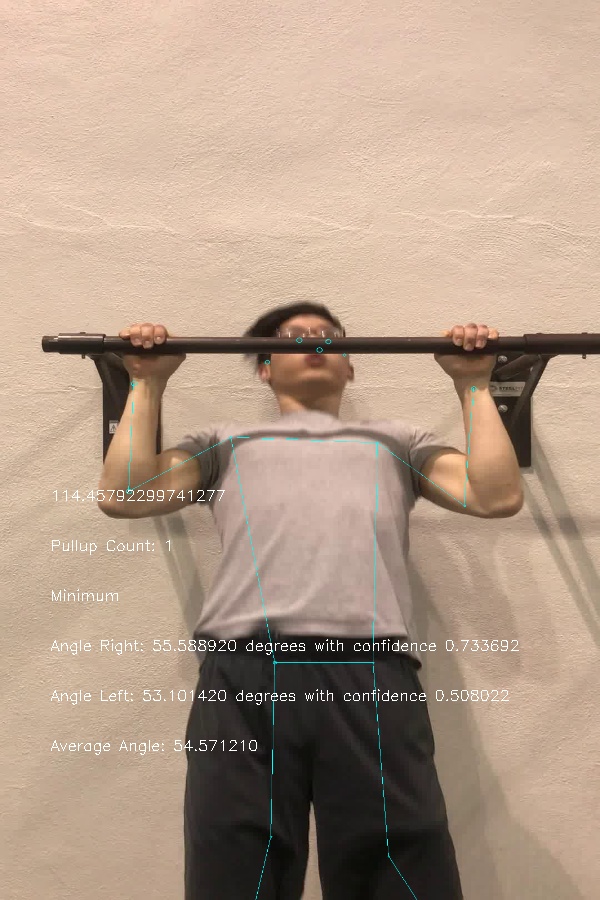 114.45792299741277
Pullup Count: 1
Minimum
Angle Right: 55.588920 degrees with confidence 0.733692
Angle Left: 53.101420 degrees with confidence 0.508022
Average Angle: 54.571210